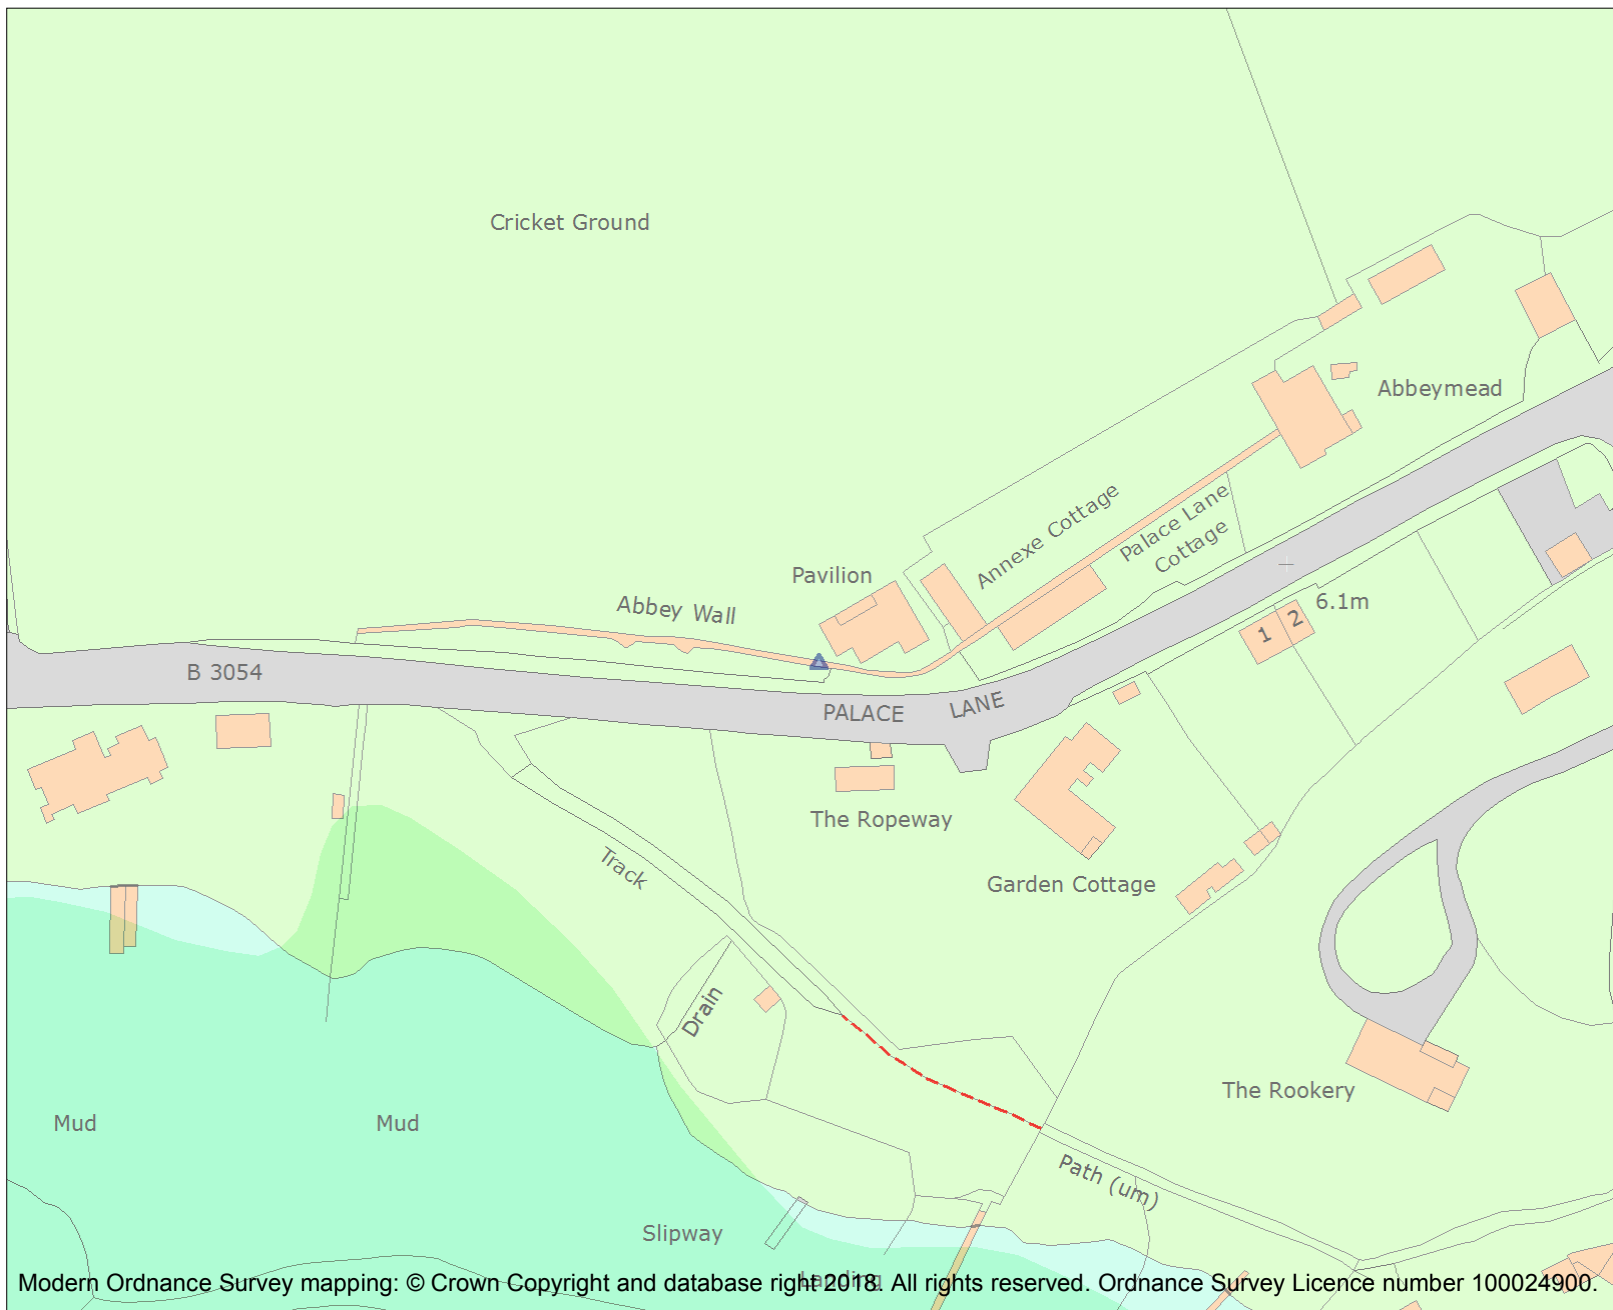 Cricket Ground
Abbeymead
Annexe Cottage
Palace Lane
Cottage
Pavilion
Abbey Wall
6.1m
1
2
B 3054
PALACE
LANE
The Ropeway
Track
Garden Cottage
Drain
The Rookery
Mud
Mud
Path (um)
Slipway
Landing
Modern Ordnance Survey mapping: © Crown Copyright and database right 2018. All rights reserved. Ordnance Survey Licence number 100024900.